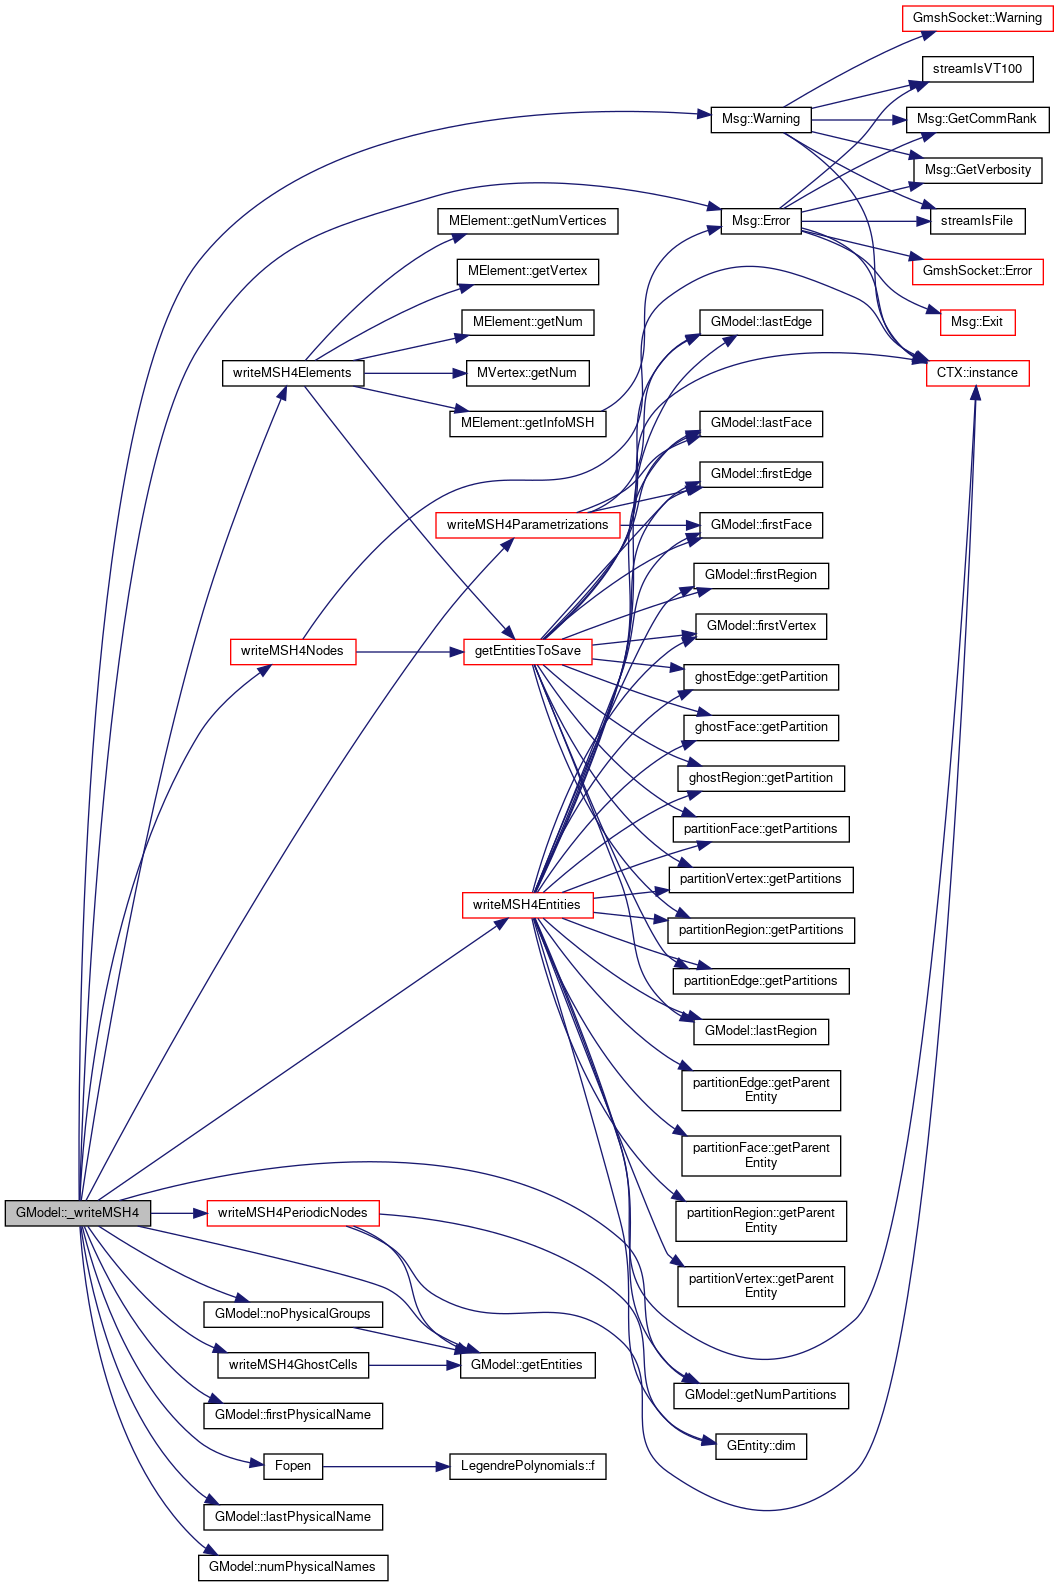 GmshSocket::Warning
streamIsVT100
Msg::Warning
Msg::GetCommRank
Msg::GetVerbosity
MElement::getNumVertices
Msg::Error
streamIsFile
MElement::getVertex
GmshSocket::Error
MElement::getNum
GModel::lastEdge
Msg::Exit
writeMSH4Elements
MVertex::getNum
CTX::instance
MElement::getInfoMSH
GModel::lastFace
GModel::firstEdge
writeMSH4Parametrizations
GModel::firstFace
GModel::firstRegion
GModel::firstVertex
writeMSH4Nodes
getEntitiesToSave
ghostEdge::getPartition
ghostFace::getPartition
ghostRegion::getPartition
partitionFace::getPartitions
partitionVertex::getPartitions
writeMSH4Entities
partitionRegion::getPartitions
partitionEdge::getPartitions
GModel::lastRegion
partitionEdge::getParent
Entity
partitionFace::getParent
Entity
GModel::_writeMSH4
writeMSH4PeriodicNodes
partitionRegion::getParent
Entity
partitionVertex::getParent
Entity
GModel::noPhysicalGroups
writeMSH4GhostCells
GModel::getEntities
GModel::getNumPartitions
GModel::firstPhysicalName
GEntity::dim
Fopen
LegendrePolynomials::f
GModel::lastPhysicalName
GModel::numPhysicalNames